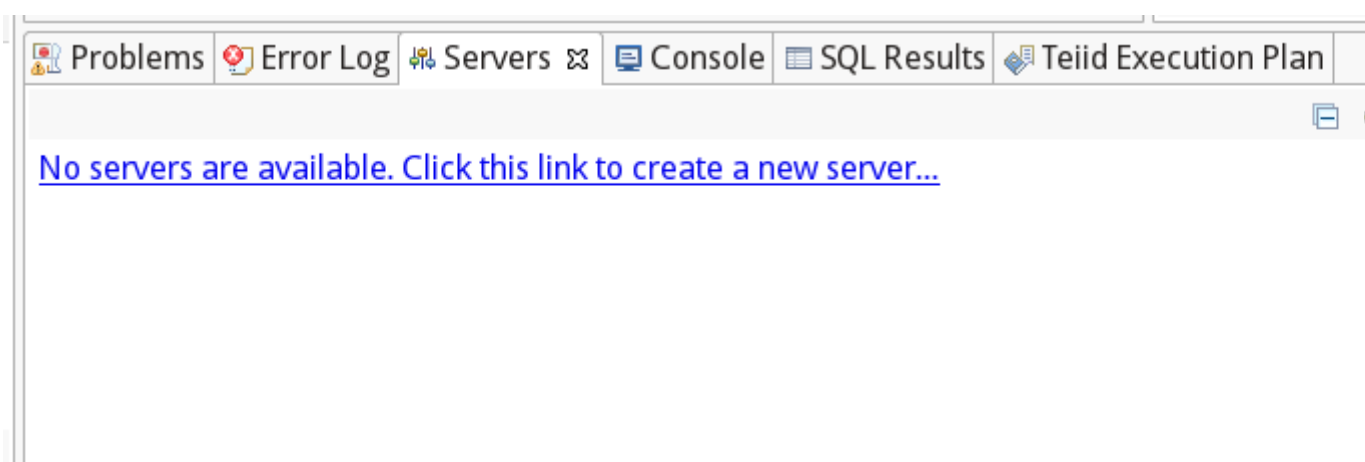 Problems Error Log Servers Console SQL Results Teiid Execution Plan
No servers are available. Click this link to create a new server...